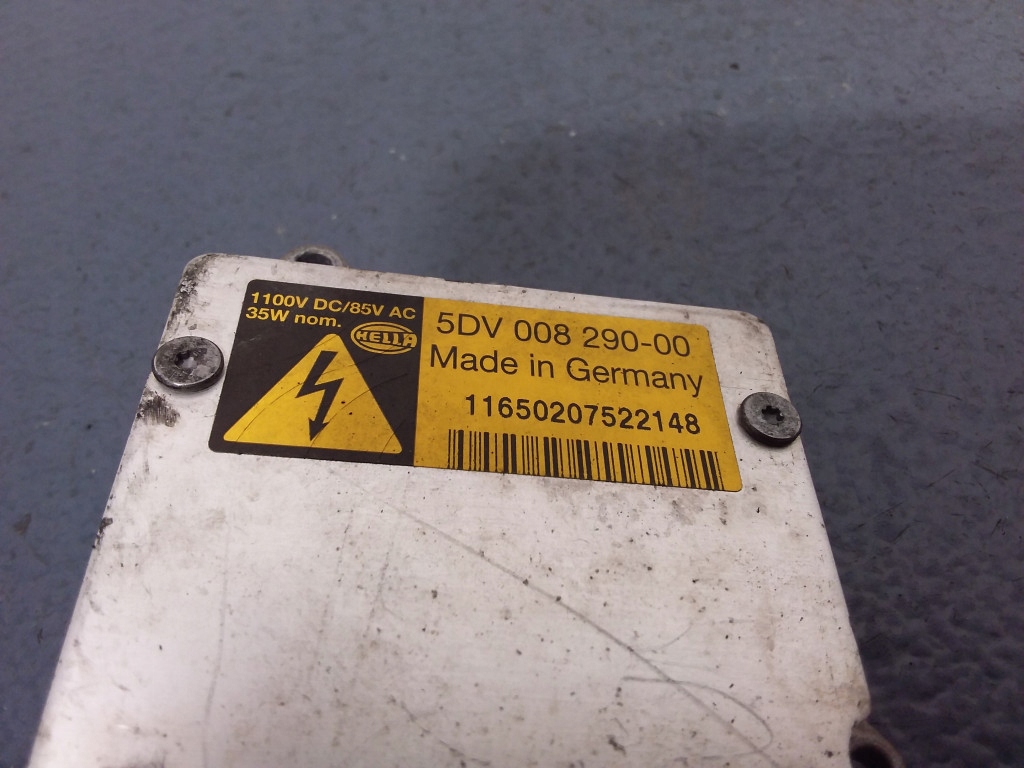 1100V DC/85V AC
35W nom.
HELLA
5DV 008 290-00
Made in Germany
11650207522148